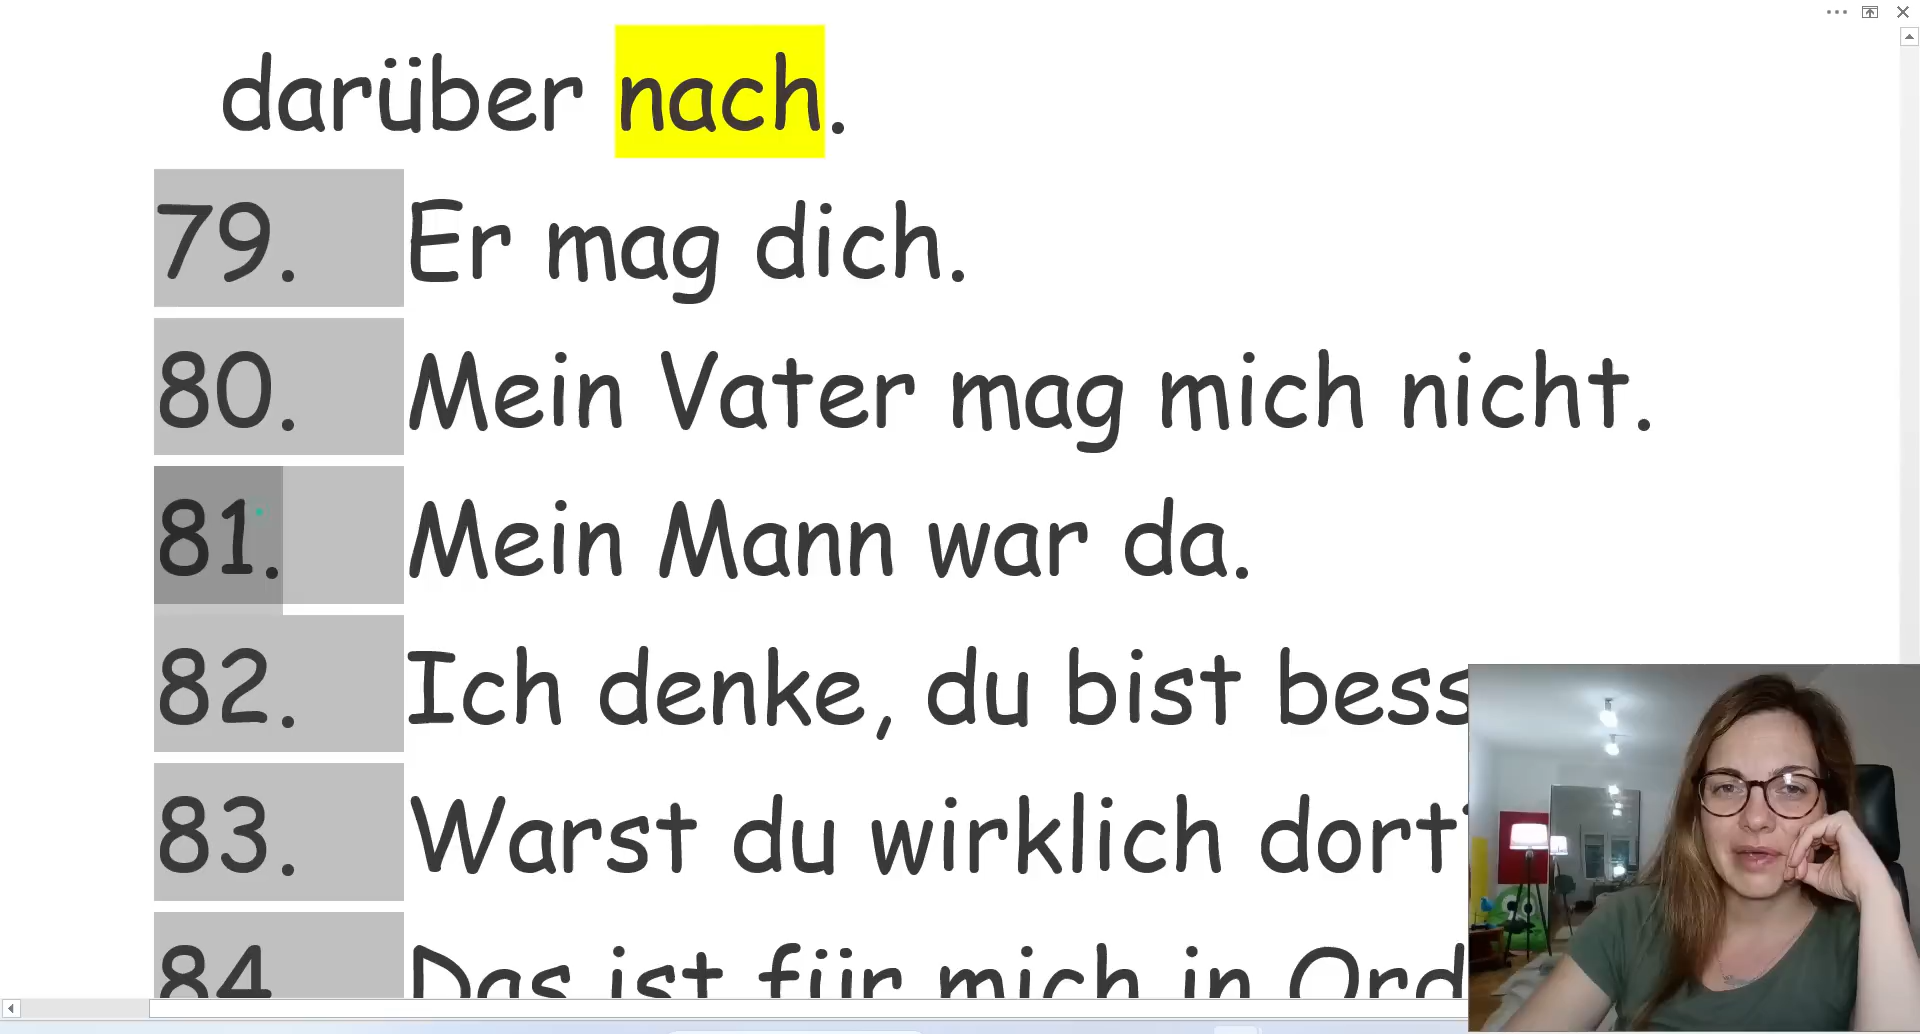 darüber nach.
79. Er mag dich.
80. Mein Vater mag mich nicht.
81. Mein Mann war da.
82. Ich denke, du bist bess
83. Warst du wirklich dort
84 Das ist für mich in Ord